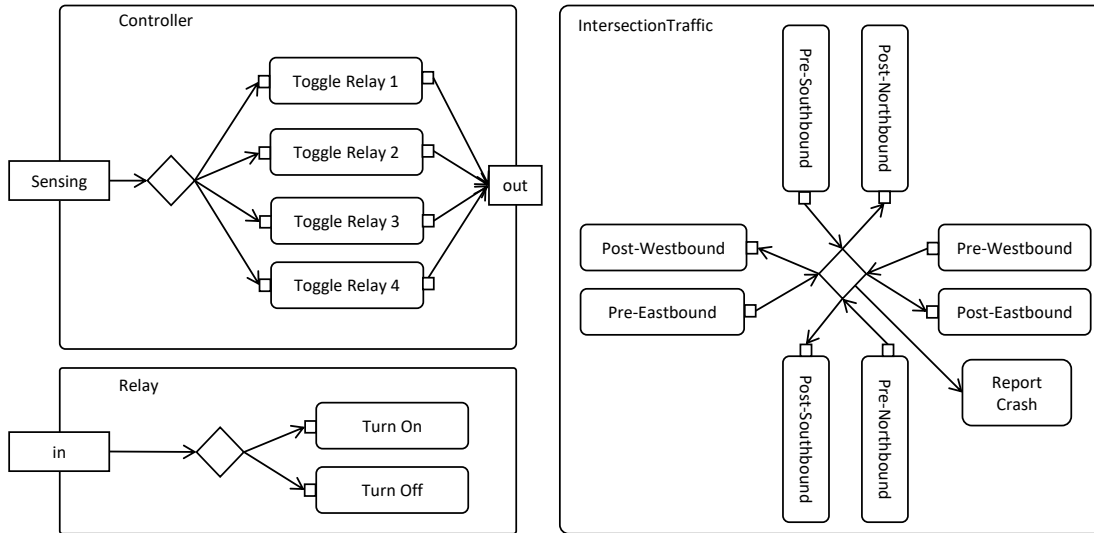 Controller
Toggle Relay 1
Toggle Relay 2
Sensing
out
Toggle Relay 3
Toggle Relay 4
Relay
Turn On
in
Turn Off
IntersectionTraffic
Pre-Southbound
Post-Northbound
Post-Westbound
Pre-Westbound
Pre-Eastbound
Post-Eastbound
Post-Southbound
Pre-Northbound
Report
Crash